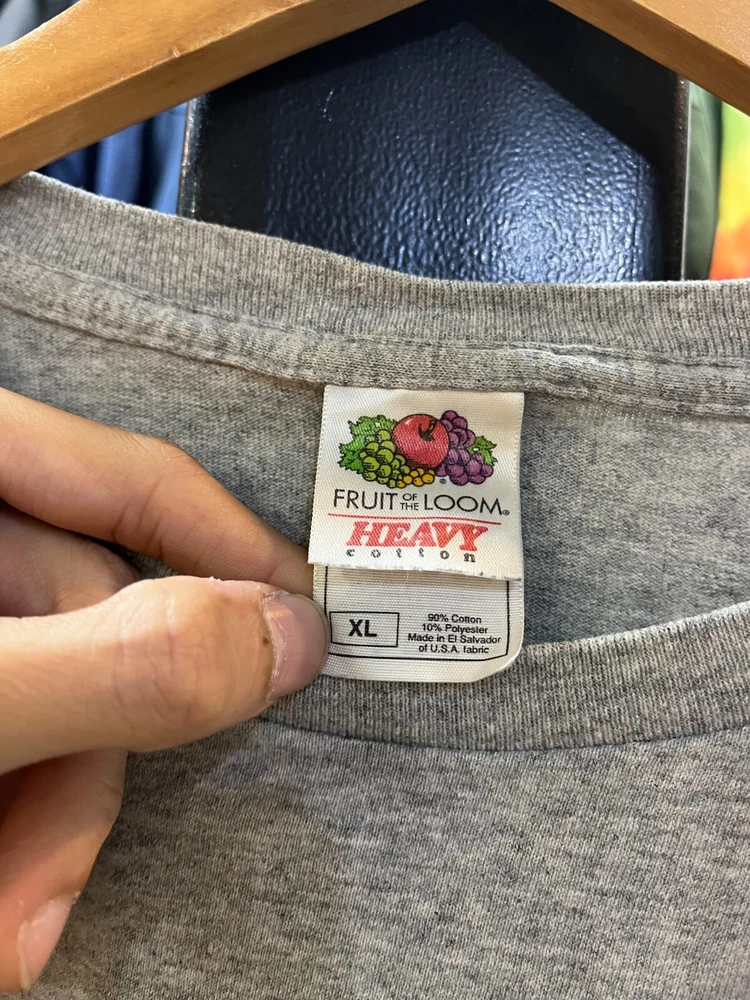 FRUIT OF THE LOOM®
HEAVY
cotton
XL
90% Cotton
10% Polyester
Made in El Salvador
of U.S.A. fabric